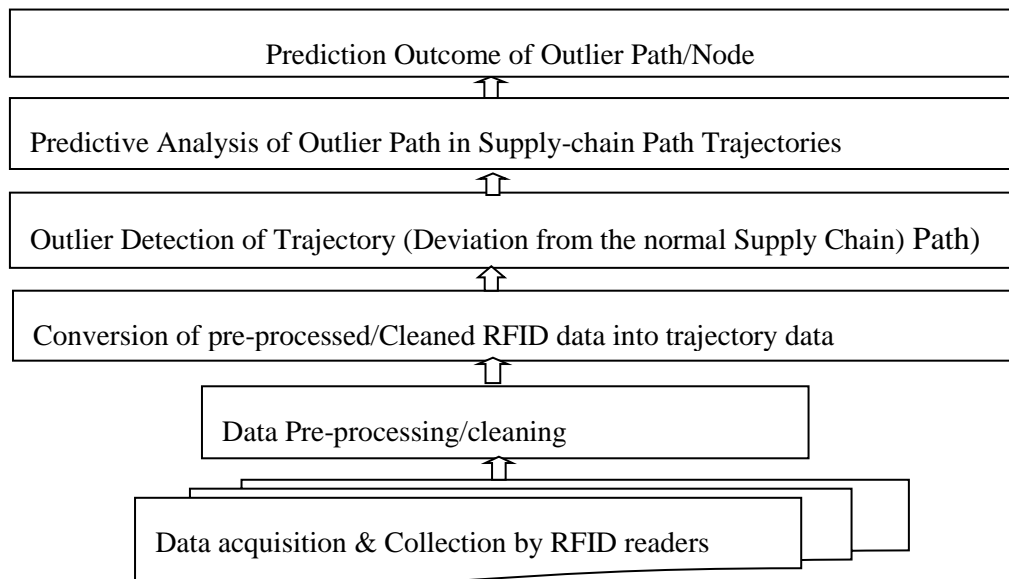 Prediction Outcome of Outlier Path/Node
Predictive Analysis of Outlier Path in Supply-chain Path Trajectories
Outlier Detection of Trajectory (Deviation from the normal Supply Chain) Path)
Conversion of pre-processed/Cleaned RFID data into trajectory data
Data Pre-processing/cleaning
Data acquisition & Collection by RFID readers